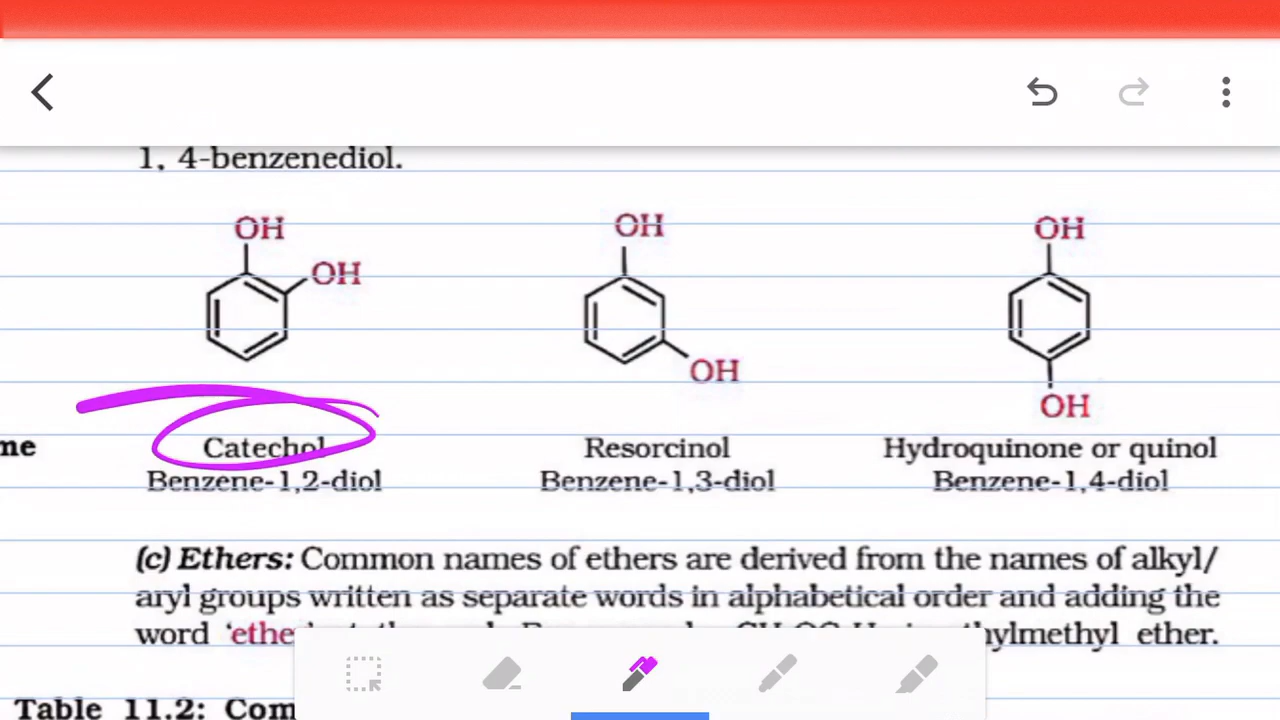 1, 4-benzenediol.
OH
OH
OH
OH
OH
OH
me
Catechol
Resorcinol
Hydroquinone or quinol
Benzene-1,2-diol
Benzene-1,3-diol
Benzene-1,4-diol
(c) Ethers: Common names of ethers are derived from the names of alkyl/
aryl groups written as separate words in alphabetical order and adding the
word 'ethe thylmethyl ether.
Table 11.2: Com